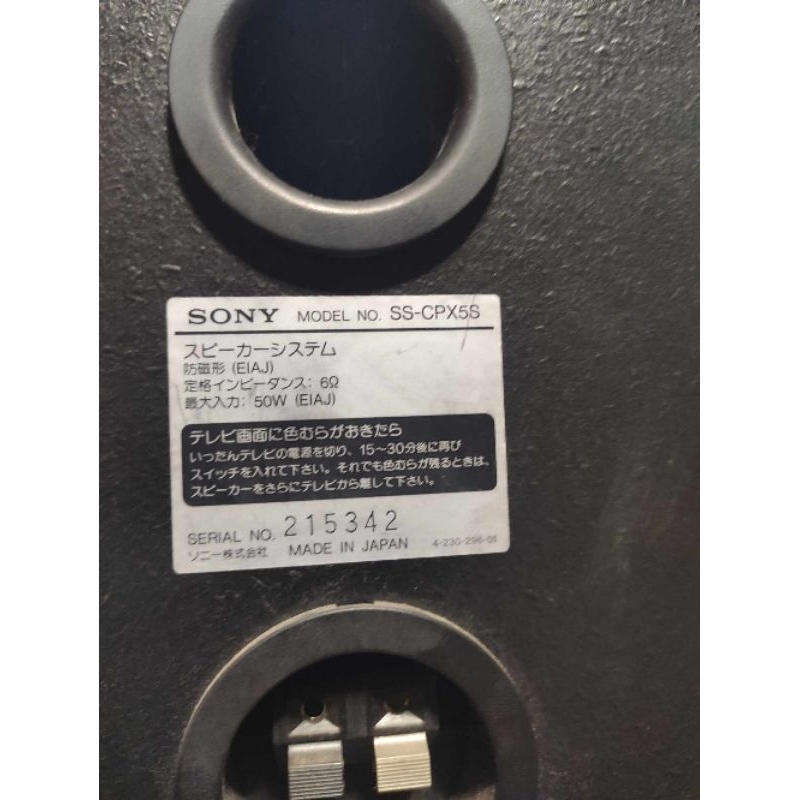 SONY MODEL NO. SS-CPX5S
スピーカーシステム
防磁形 (EIAJ)
定格インピーダンス: 6Ω
最大入力: 50W (EIAJ)
テレビ画面に色むらがおきたら
いったんテレビの電源を切り、15〜30分後に再び
スイッチを入れて下さい。それでも色むらが残るときは、
スピーカーをさらにテレビから離して下さい。
SERIAL NO. 215342
ソニー株式会社 MADE IN JAPAN 4-230-296-01